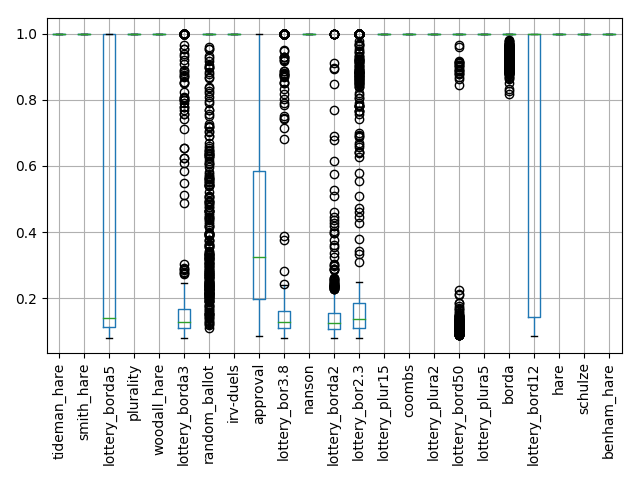 1.0
0.8
0.6
0.4
0.2
tideman_hare
smith_hare
lottery_borda5
plurality
woodall_hare
lottery_borda3
random_ballot
irv-duels
approval
lottery_bor3.8
nanson
lottery_borda2
lottery_bor2.3
lottery_plur15
coombs
lottery_plura2
lottery_bord50
lottery_plura5
borda
lottery_bord12
hare
schulze
benham_hare